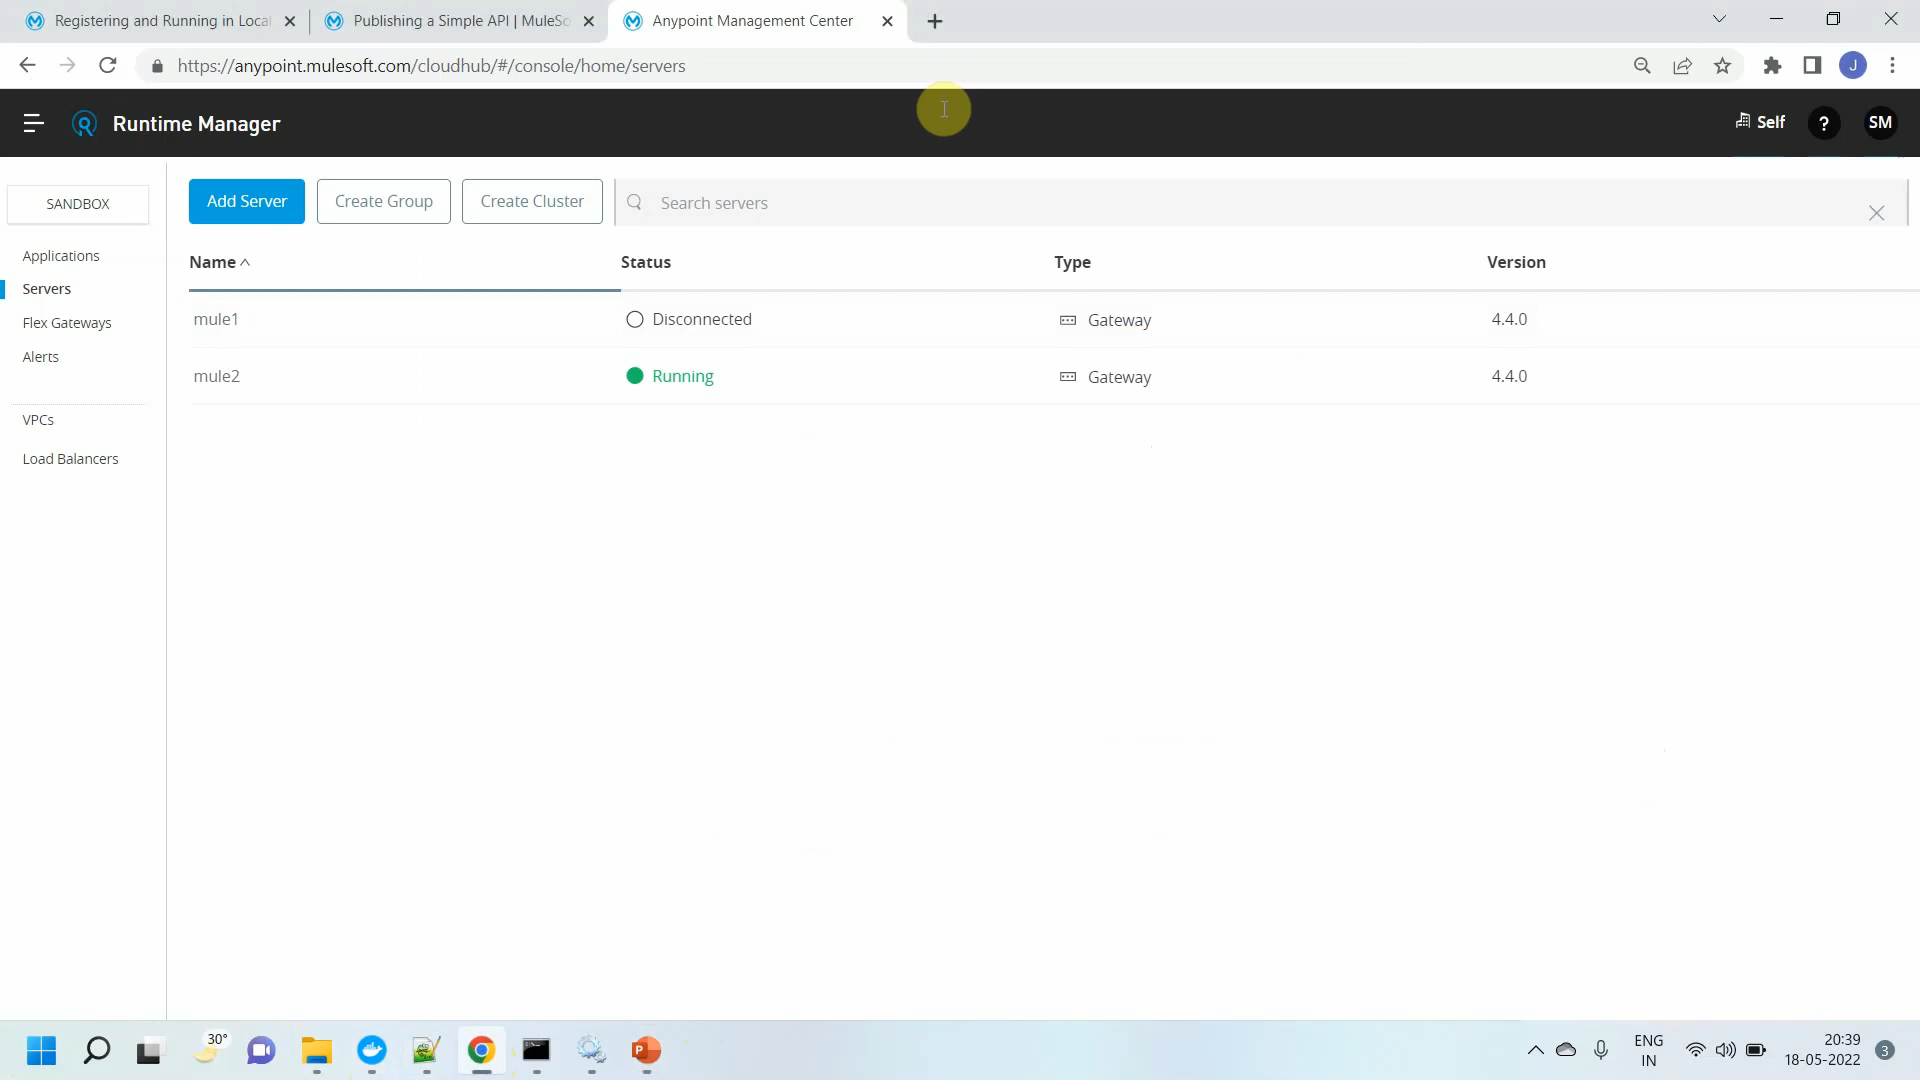 Registering and Running in Loca
Publishing a Simple API | MuleSo
Anypoint Management Center
https://anypoint.mulesoft.com/cloudhub/#/console/home/servers
J
Runtime Manager
Self
?
SM
SANDBOX
Add Server
Create Group
Create Cluster
Search servers
Applications
Servers
Flex Gateways
Alerts
VPCs
Load Balancers
Name
Status
Type
Version
mule1
Disconnected
Gateway
4.4.0
mule2
Running
Gateway
4.4.0
30°
ENG
IN
20:39
18-05-2022
3